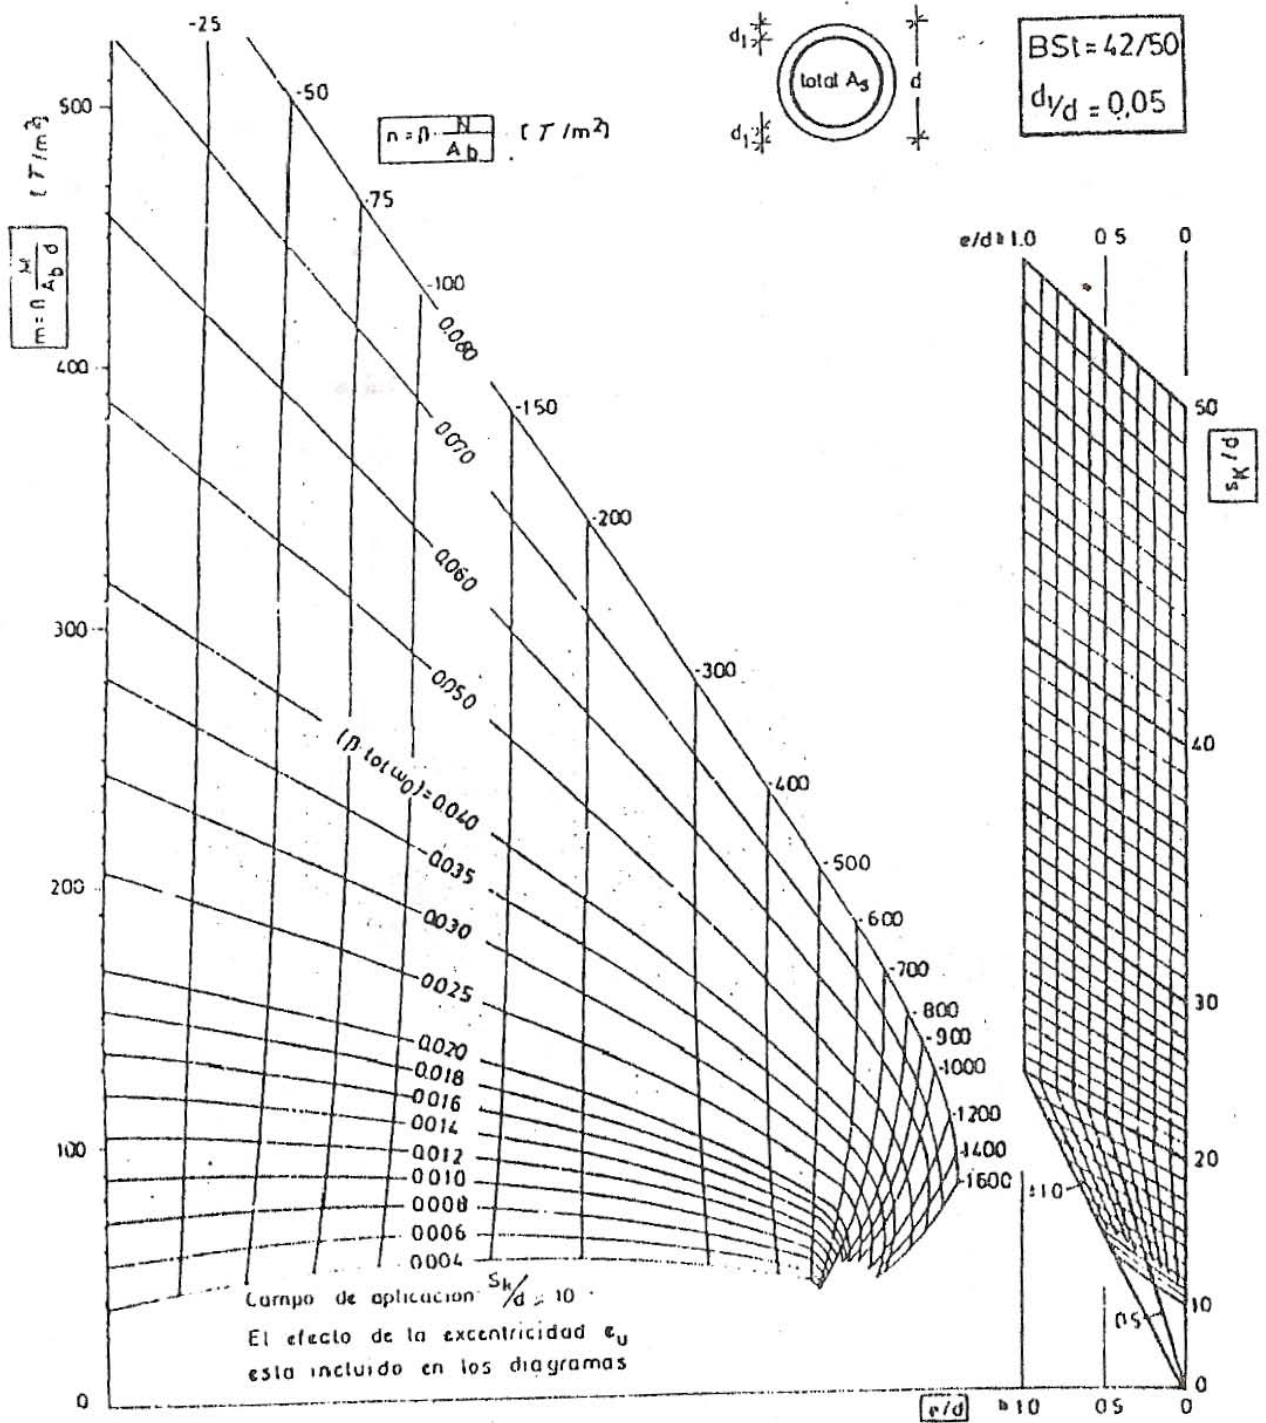 -25
-50
-75
-100
-150
-200
-300
-400
-500
-600
-700
-800
-900
-1000
-1200
-1400
-1600
n = β · N / A b [T/m²]
d₁
total As
d
d₁
BSt = 42/50
d₁/d = 0,05
[T/m²]
m = β M / A b d
500
400
300
200
100
0
0.080
0.070
0.060
0.050
(β·tot ω₀) = 0.040
0.035
0.030
0.025
0.020
0.018
0.016
0.014
0.012
0.010
0.008
0.006
0.004
Campo de aplicacion Sk/d ≥ 10
El efecto de la excentricidad eu
esta incluido en los diagramas
e/d ≥ 1.0 0 5 0
50
sK/d
40
30
20
10
0
≥1.0
0.5
e/d ≥ 1 0 0 5 0